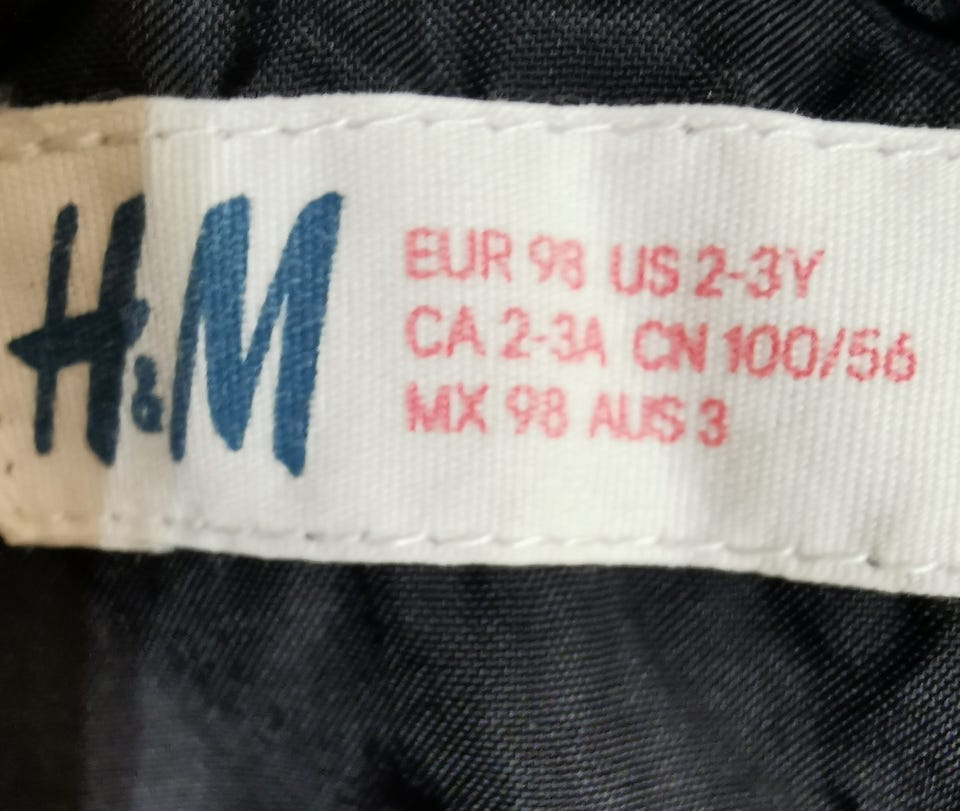 H&M
EUR 98 US 2-3Y
CA 2-3A CN 100/56
MX 98 AUS 3